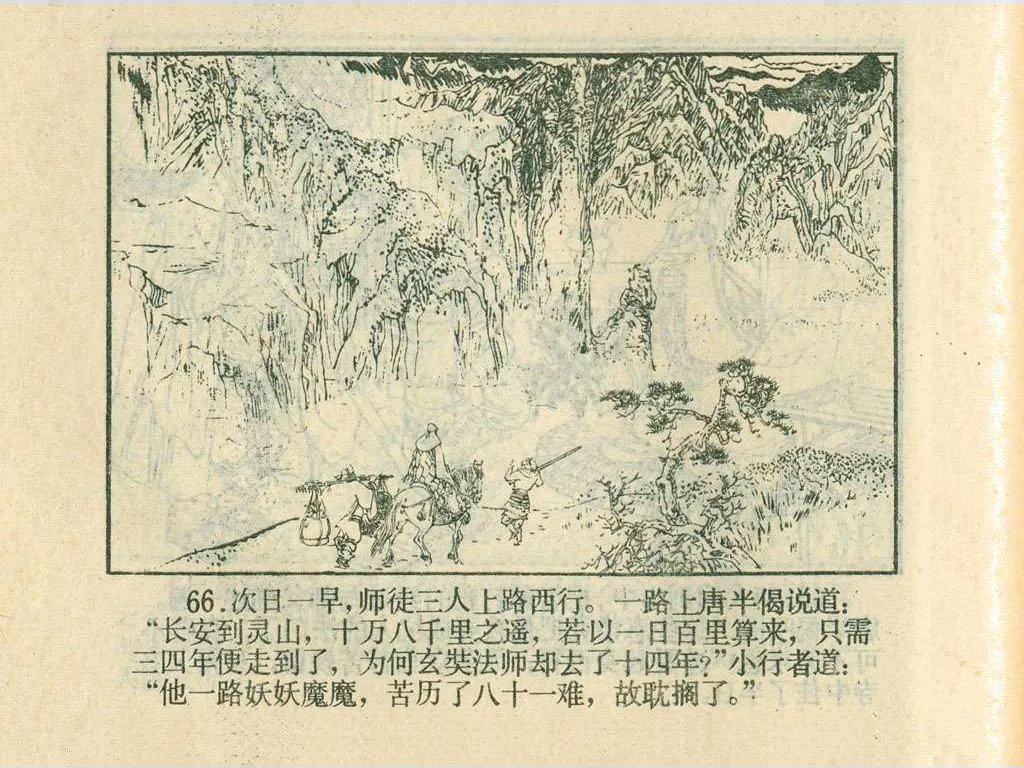 66.次日一早，师徒三人上路西行。一路上唐半偈说道：
“长安到灵山，十万八千里之遥，若以一日百里算来，只需
三四年便走到了，为何玄奘法师却去了十四年？”小行者道：
“他一路妖妖魔魔，苦历了八十一难，故耽搁了。”